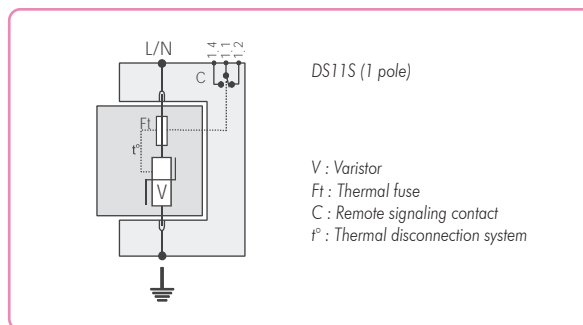 L/N
14
11
12
C
Ft
t°
V
DS11S (1 pole)
V : Varistor
Ft : Thermal fuse
C : Remote signaling contact
t° : Thermal disconnection system